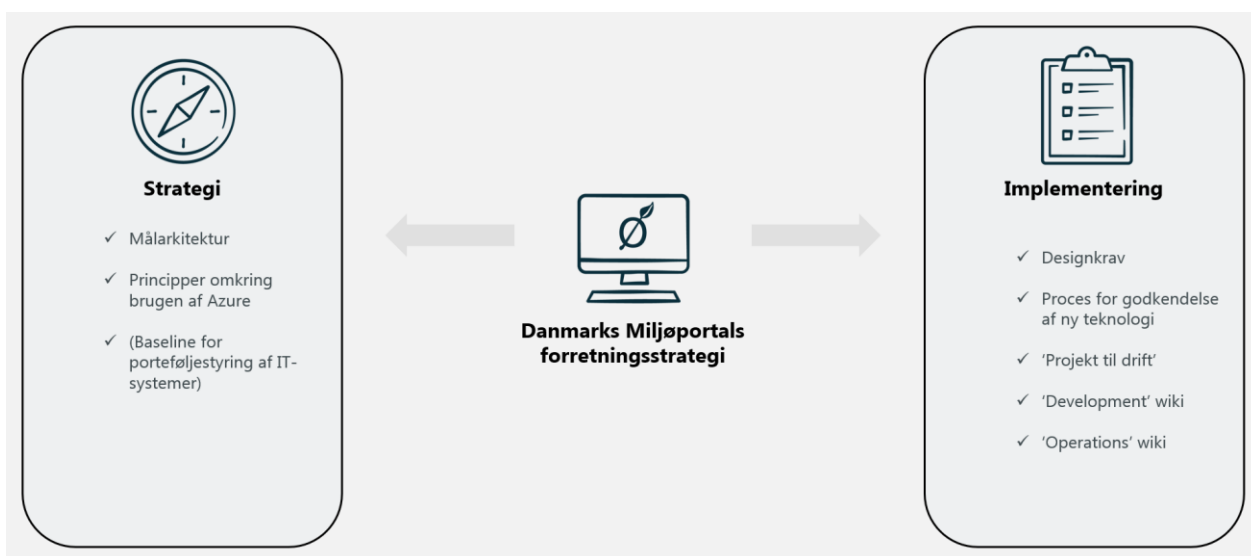 Strategi
✓ Målarkitektur
✓ Principper omkring
brugen af Azure
✓ (Baseline for
porteføljestyring af IT-
systemer)
Ø
Danmarks Miljøportals
forretningsstrategi
Implementering
✓ Designkrav
✓ Proces for godkendelse
af ny teknologi
✓ ‘Projekt til drift’
✓ ‘Development’ wiki
✓ ‘Operations’ wiki